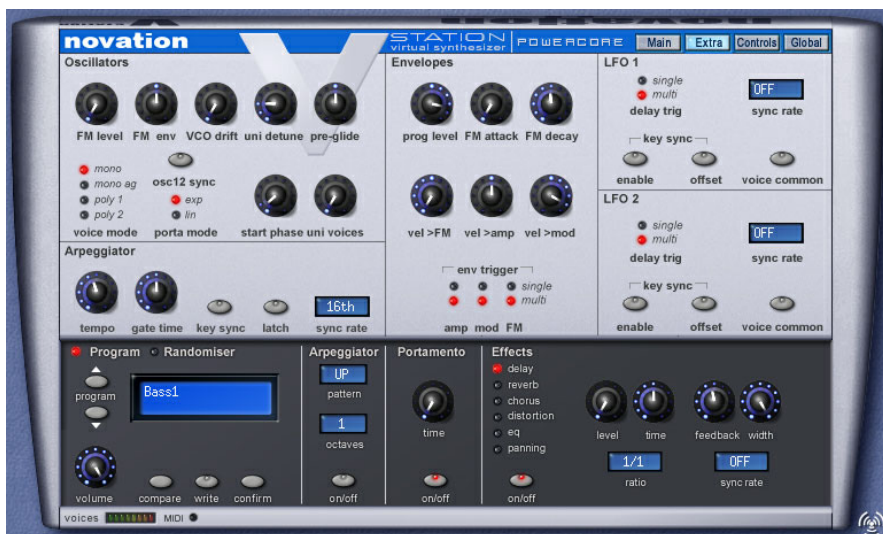 novation
STATION
virtual synthesizer
POWERCORE
Main Extra Controls Global
Oscillators
FM level FM env VCO drift uni detune pre-glide
mono
mono ag
poly 1
poly 2
voice mode
osc12 sync
exp
lin
porta mode
start phase uni voices
Arpeggiator
tempo gate time key sync latch
16th
sync rate
Envelopes
prog level FM attack FM decay
vel >FM vel >amp vel >mod
env trigger
single
multi
amp mod FM
LFO 1
single
multi
delay trig
OFF
sync rate
key sync
enable offset voice common
LFO 2
single
multi
delay trig
OFF
sync rate
key sync
enable offset voice common
Program Randomiser
program
Bass1
volume compare write confirm
Arpeggiator
UP
pattern
1
octaves
on/off
Portamento
time
on/off
Effects
delay
reverb
chorus
distortion
eq
panning
on/off
level time feedback width
1/1
ratio
OFF
sync rate
voices MIDI